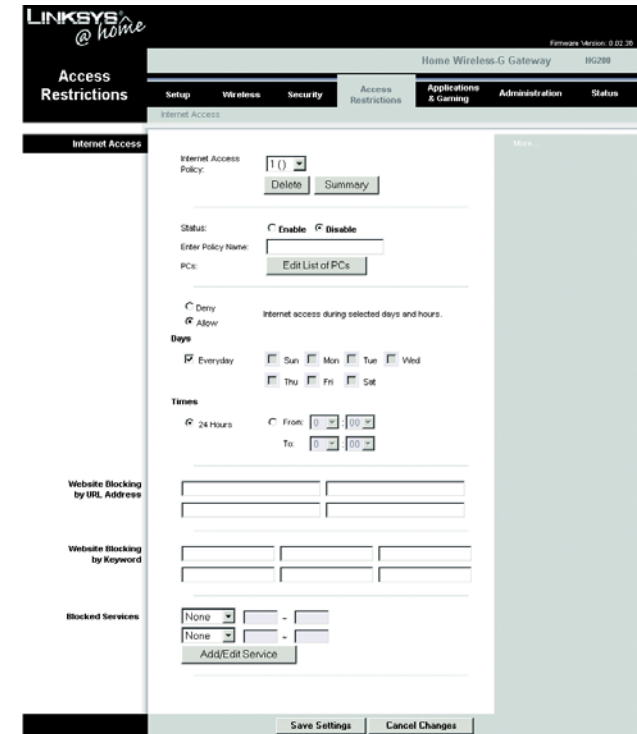 LINKSYS
@ home
Firmware Version: 0.02.36
Home Wireless-G Gateway HG200
Access Restrictions
Setup Wireless Security Access Restrictions Applications & Gaming Administration Status
Internet Access
Internet Access
More...
Internet Access Policy: 1 ()
Delete Summary
Status: Enable Disable
Enter Policy Name:
PCs: Edit List of PCs
Deny
Allow
Internet access during selected days and hours.
Days
Everyday Sun Mon Tue Wed
Thu Fri Sat
Times
24 Hours From: 0 : 00
To: 0 : 00
Website Blocking by URL Address
Website Blocking by Keyword
Blocked Services
None -
None -
Add/Edit Service
Save Settings Cancel Changes